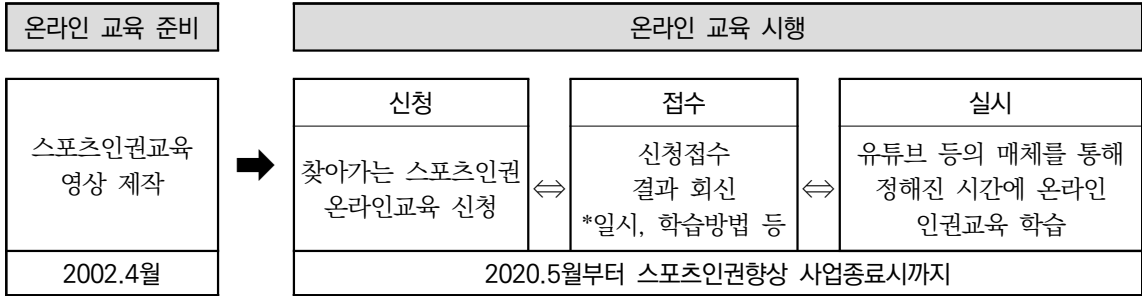 온라인 교육 준비
온라인 교육 시행
스포츠인권교육
영상 제작
2002.4월
➡
신청
찾아가는 스포츠인권
온라인교육 신청
⇔
접수
신청접수
결과 회신
*일시, 학습방법 등
⇔
실시
유튜브 등의 매체를 통해
정해진 시간에 온라인
인권교육 학습
2020.5월부터 스포츠인권향상 사업종료시까지